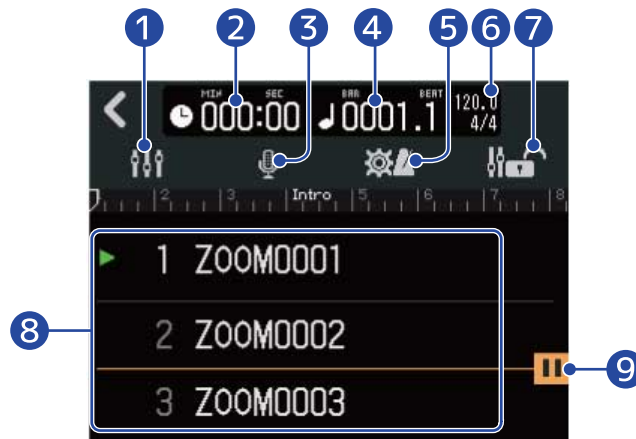 1 2 3 4 5 6 7
MIN SEC BAR BEAT
000:00 0001.1 120.0
4/4
2 3 Intro 5 6 7 8
1 ZOOM0001
8
2 ZOOM0002
9
3 ZOOM0003